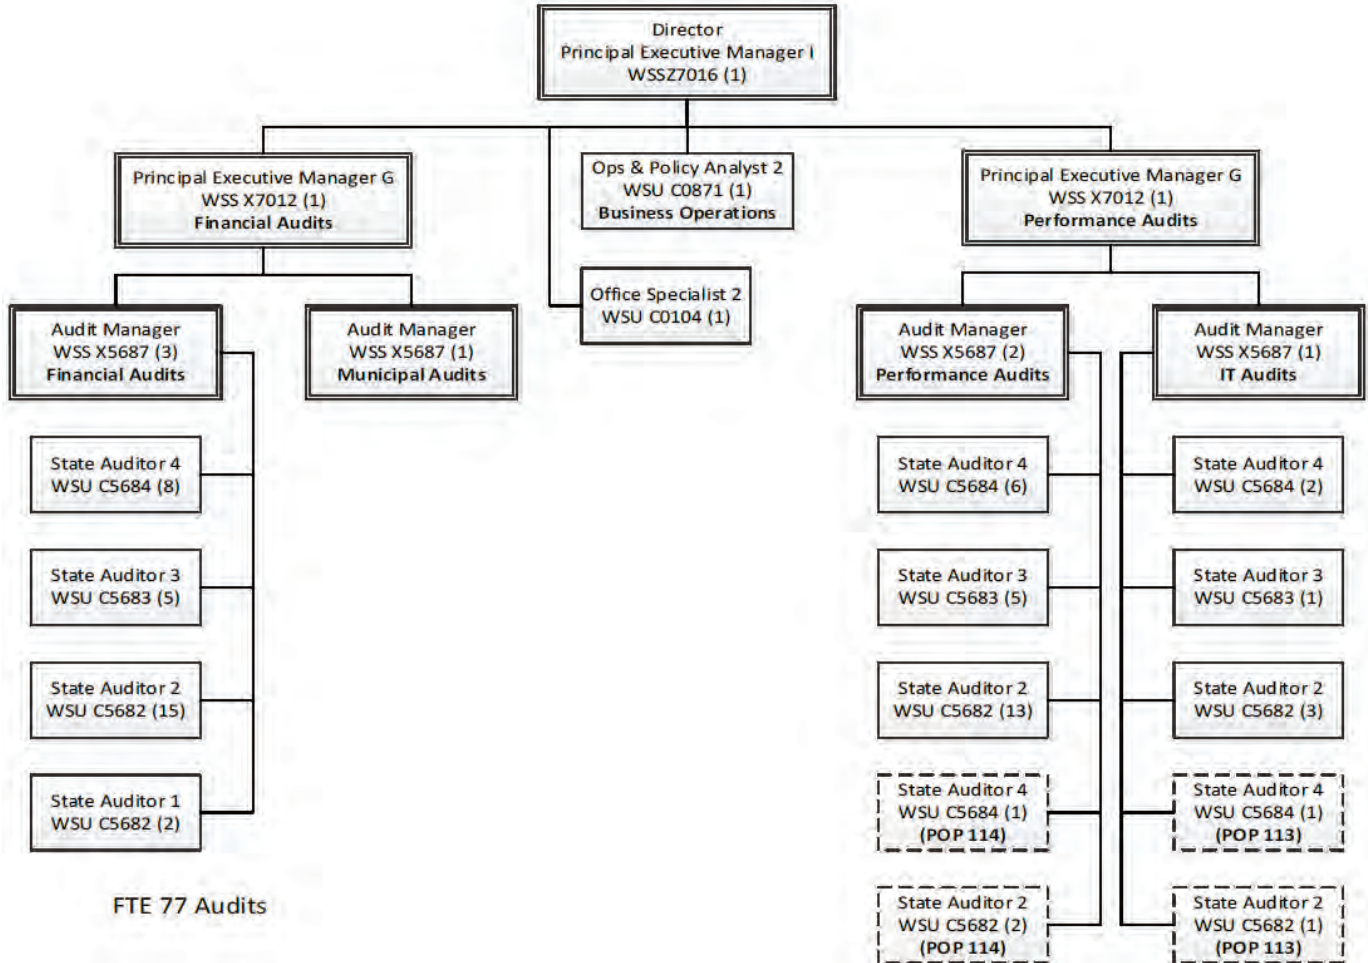 Director
Principal Executive Manager I
WSSZ7016 (1)
Principal Executive Manager G
WSS X7012 (1)
Financial Audits
Ops & Policy Analyst 2
WSU C0871 (1)
Business Operations
Principal Executive Manager G
WSS X7012 (1)
Performance Audits
Office Specialist 2
WSU C0104 (1)
Audit Manager
WSS X5687 (3)
Financial Audits
Audit Manager
WSS X5687 (1)
Municipal Audits
Audit Manager
WSS X5687 (2)
Performance Audits
Audit Manager
WSS X5687 (1)
IT Audits
State Auditor 4
WSU C5684 (8)
State Auditor 3
WSU C5683 (5)
State Auditor 2
WSU C5682 (15)
State Auditor 1
WSU C5682 (2)
State Auditor 4
WSU C5684 (6)
State Auditor 3
WSU C5683 (5)
State Auditor 2
WSU C5682 (13)
State Auditor 4
WSU C5684 (1)
(POP 114)
State Auditor 2
WSU C5682 (2)
(POP 114)
State Auditor 4
WSU C5684 (2)
State Auditor 3
WSU C5683 (1)
State Auditor 2
WSU C5682 (3)
State Auditor 4
WSU C5684 (1)
(POP 113)
State Auditor 2
WSU C5682 (1)
(POP 113)
FTE 77 Audits